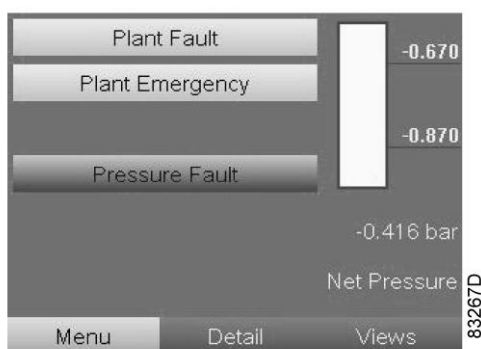 Plant Fault
Plant Emergency
Pressure Fault
-0.670
-0.870
-0.416 bar
Net Pressure
Menu Detail Views
83267D